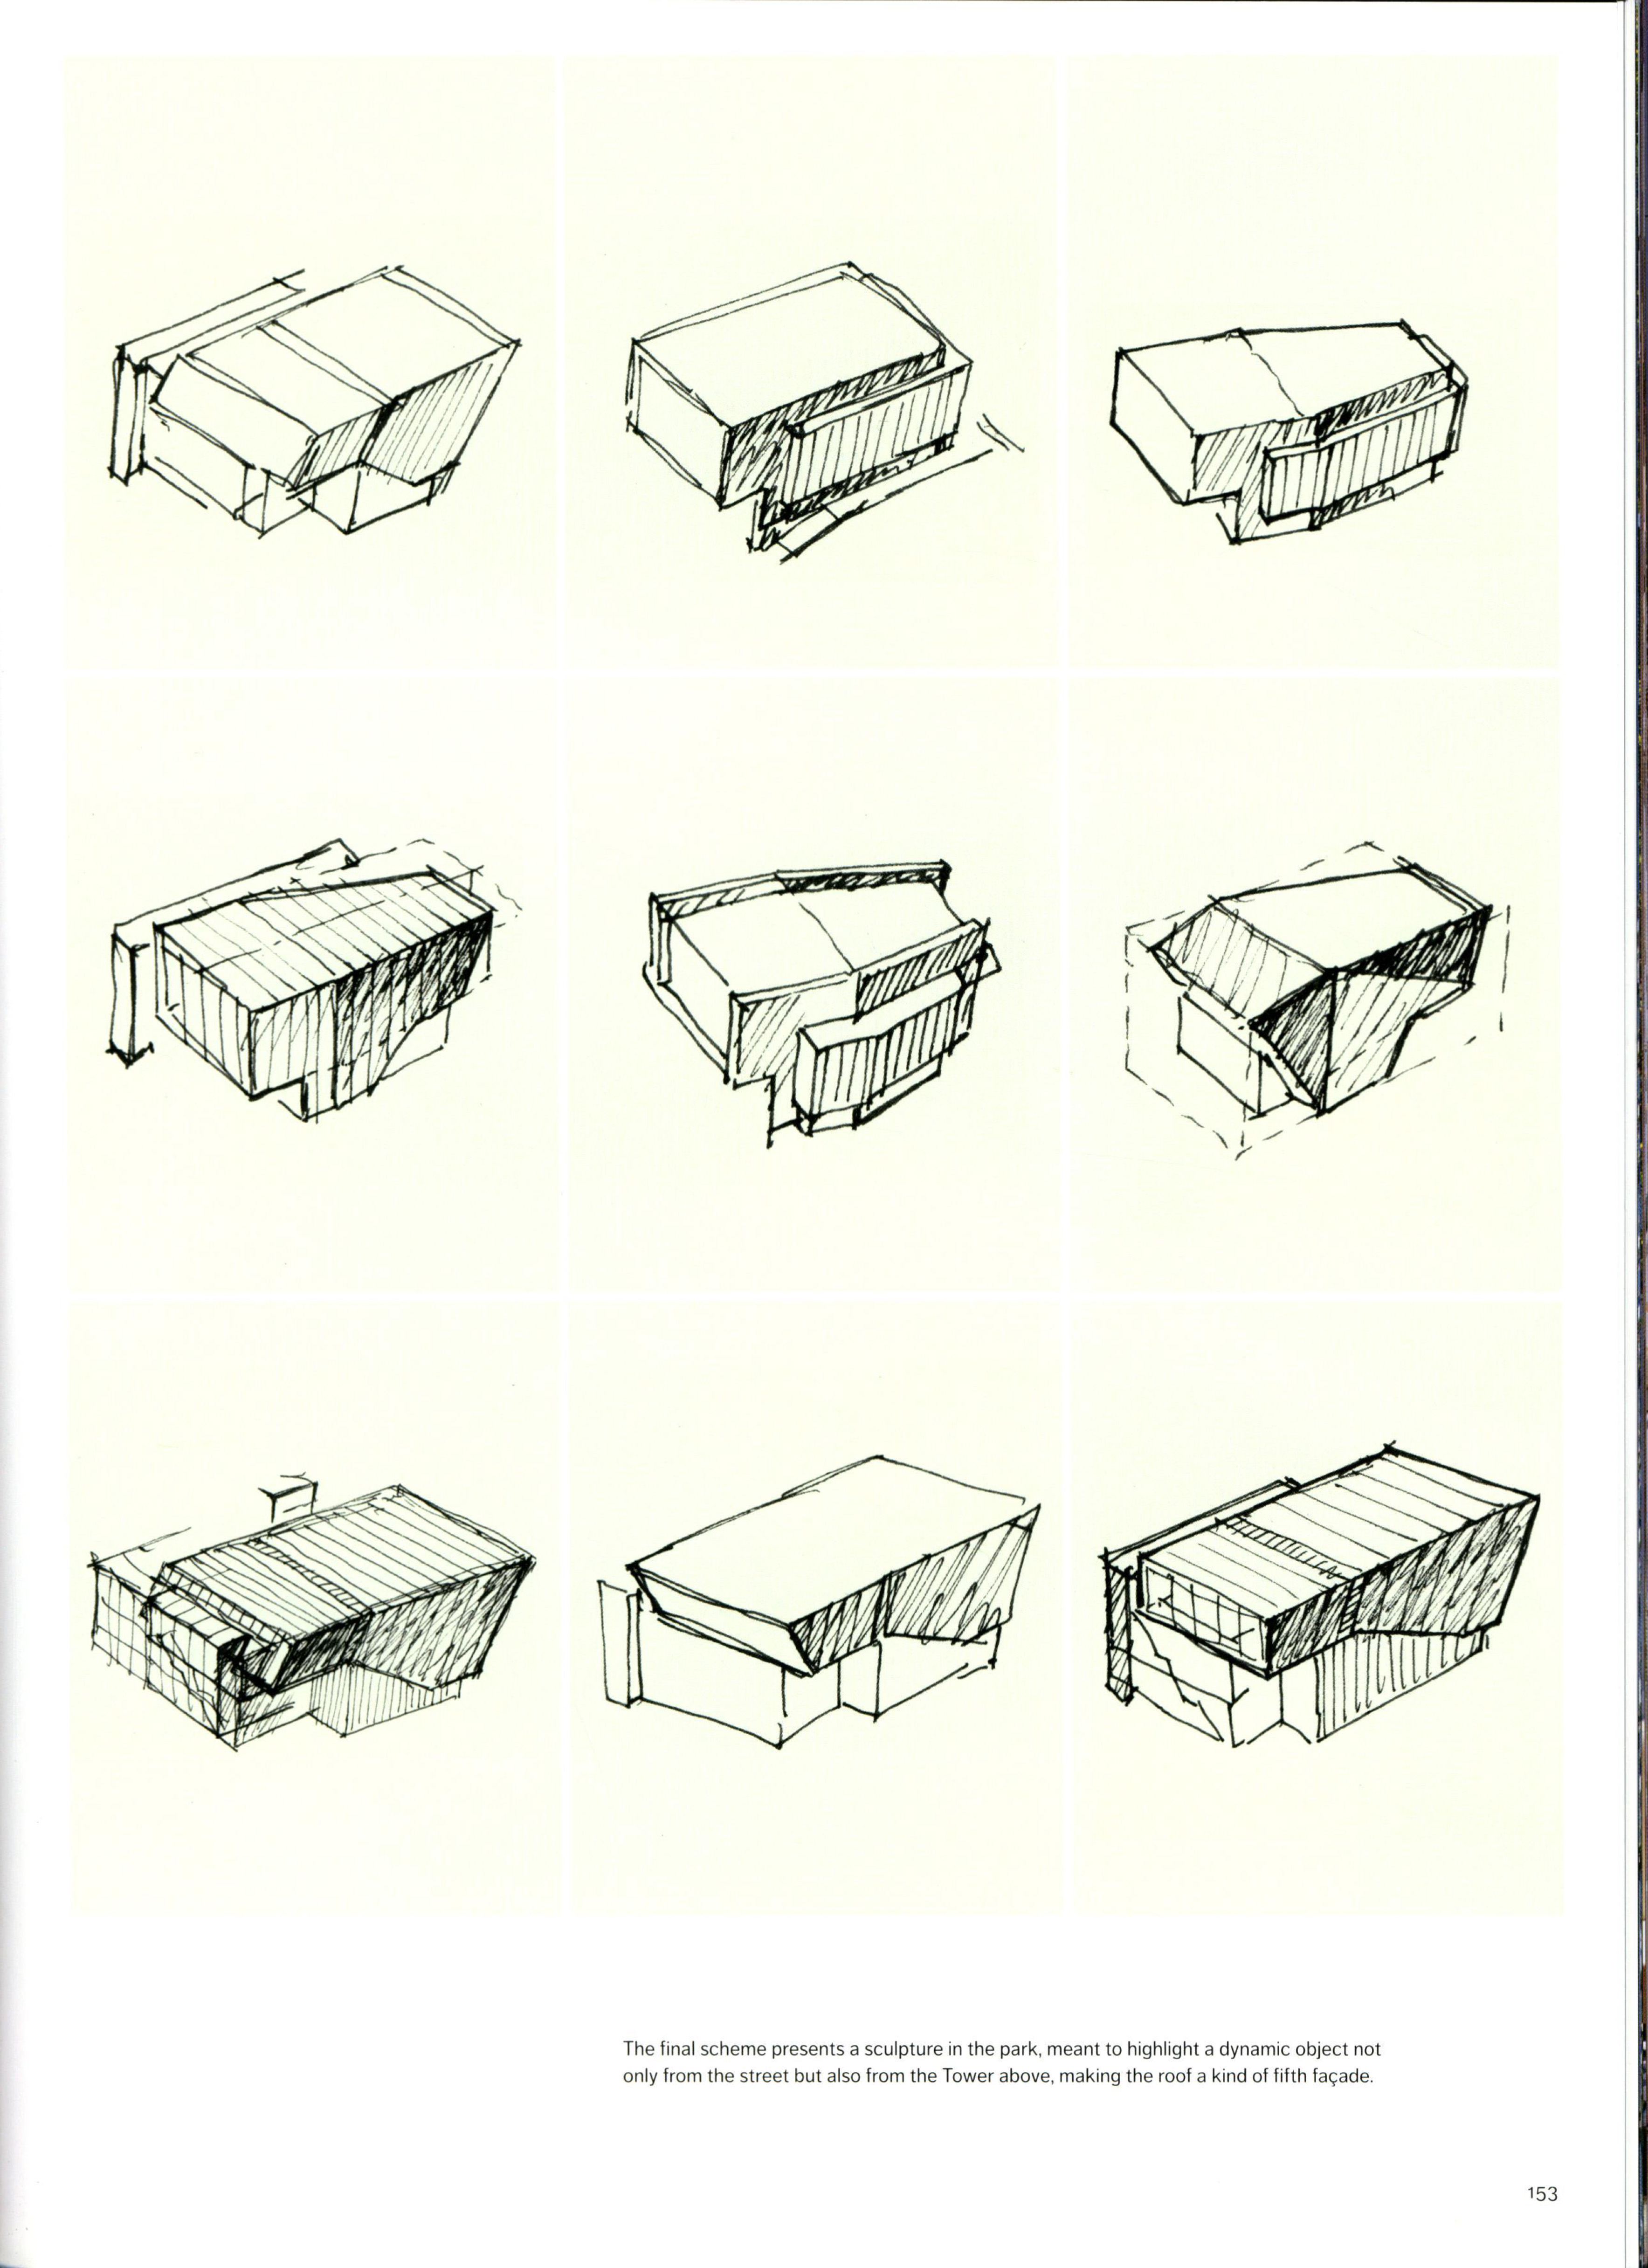 The final scheme presents a sculpture in the park, meant to highlight a dynamic object not
only from the street but also from the Tower above, making the roof a kind of fifth façade.
153